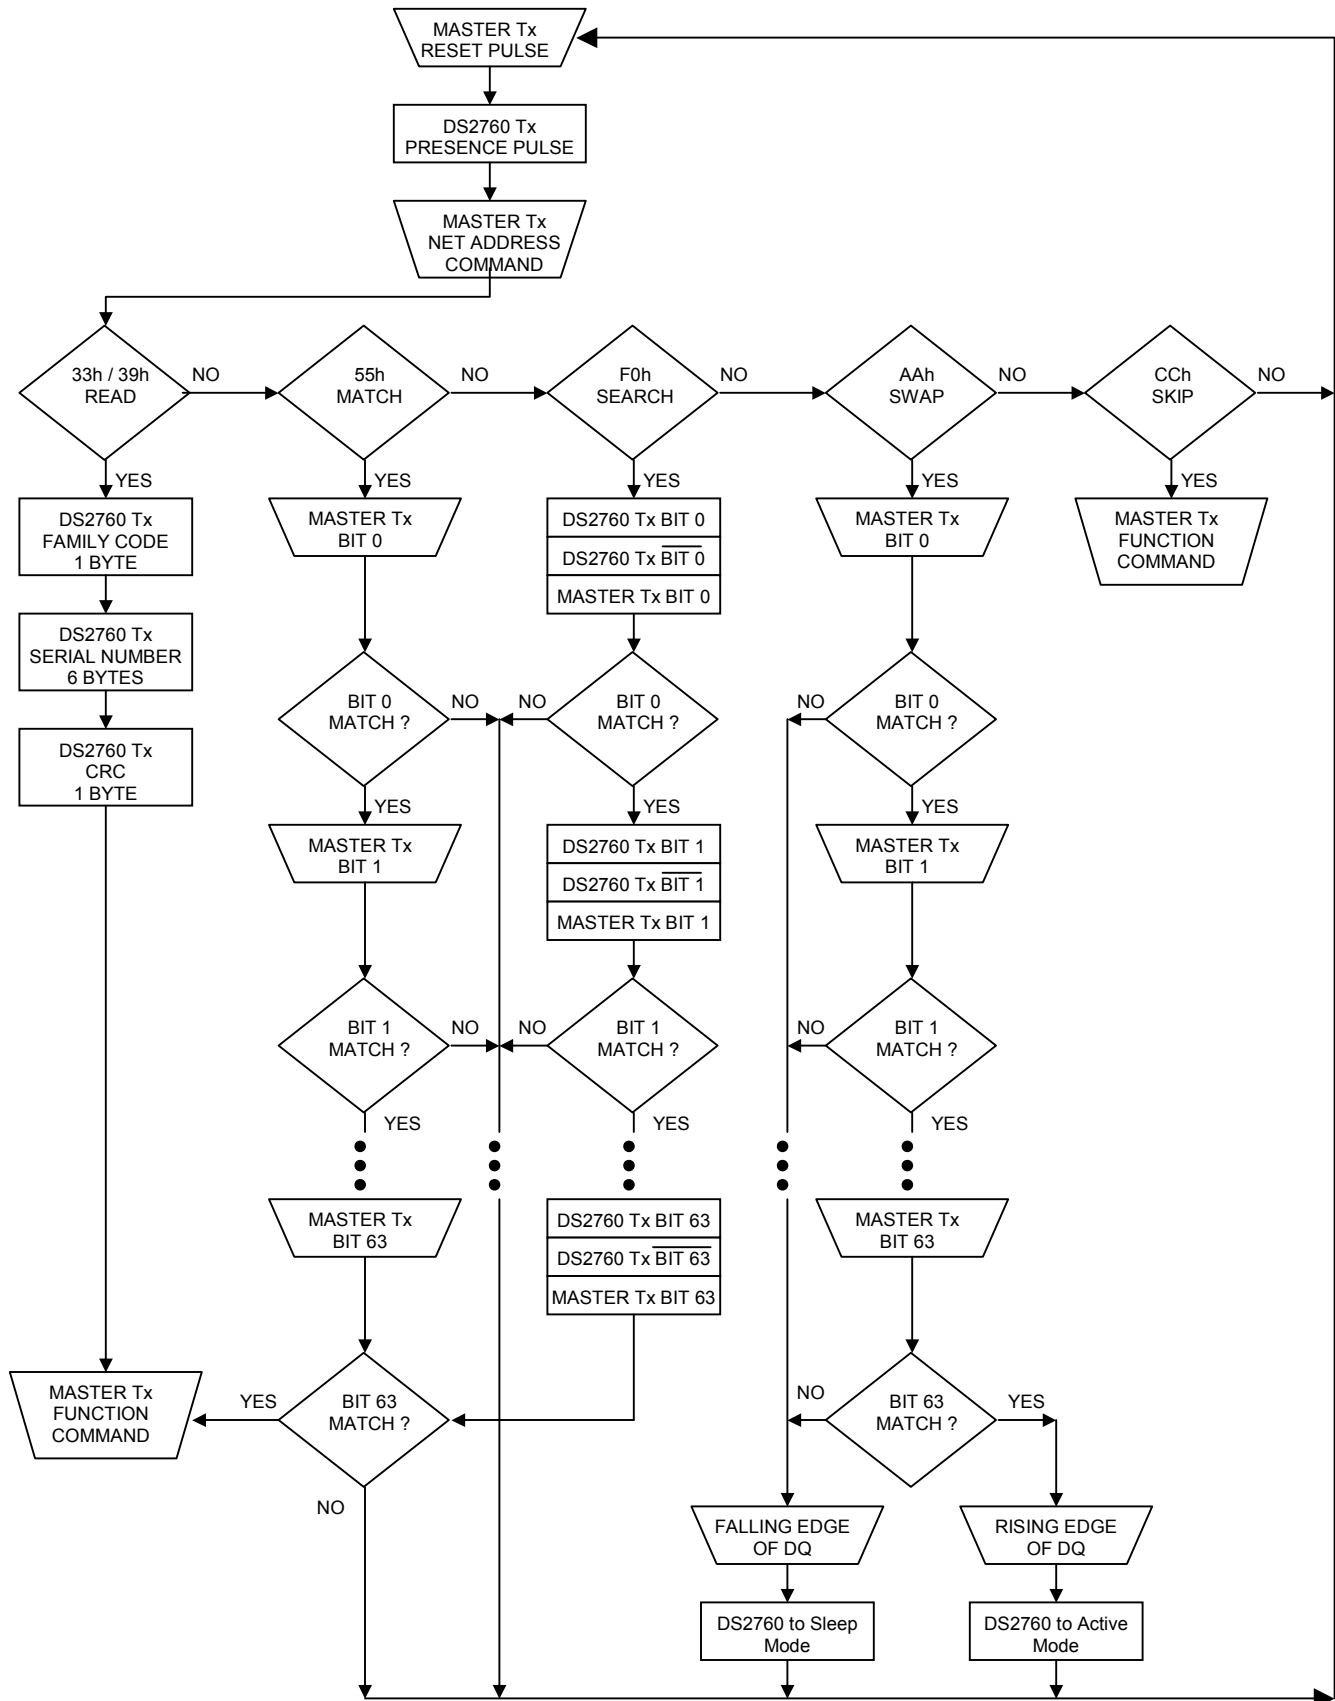 MASTER Tx
RESET PULSE
DS2760 Tx
PRESENCE PULSE
MASTER Tx
NET ADDRESS
COMMAND
33h / 39h
READ
NO
55h
MATCH
NO
F0h
SEARCH
NO
AAh
SWAP
NO
CCh
SKIP
NO
YES
YES
YES
YES
YES
DS2760 Tx
FAMILY CODE
1 BYTE
MASTER Tx
BIT 0
DS2760 Tx BIT 0
DS2760 Tx B̅I̅T̅ ̅0̅
MASTER Tx BIT 0
MASTER Tx
BIT 0
MASTER Tx
FUNCTION
COMMAND
DS2760 Tx
SERIAL NUMBER
6 BYTES
BIT 0
MATCH ?
NO
NO
BIT 0
MATCH ?
NO
BIT 0
MATCH ?
DS2760 Tx
CRC
1 BYTE
YES
YES
YES
MASTER Tx
BIT 1
DS2760 Tx BIT 1
DS2760 Tx B̅I̅T̅ ̅1̅
MASTER Tx BIT 1
MASTER Tx
BIT 1
BIT 1
MATCH ?
NO
NO
BIT 1
MATCH ?
NO
BIT 1
MATCH ?
YES
YES
YES
MASTER Tx
BIT 63
DS2760 Tx BIT 63
DS2760 Tx B̅I̅T̅ ̅6̅3̅
MASTER Tx BIT 63
MASTER Tx
BIT 63
MASTER Tx
FUNCTION
COMMAND
YES
BIT 63
MATCH ?
NO
NO
BIT 63
MATCH ?
YES
FALLING EDGE
OF DQ
RISING EDGE
OF DQ
DS2760 to Sleep
Mode
DS2760 to Active
Mode